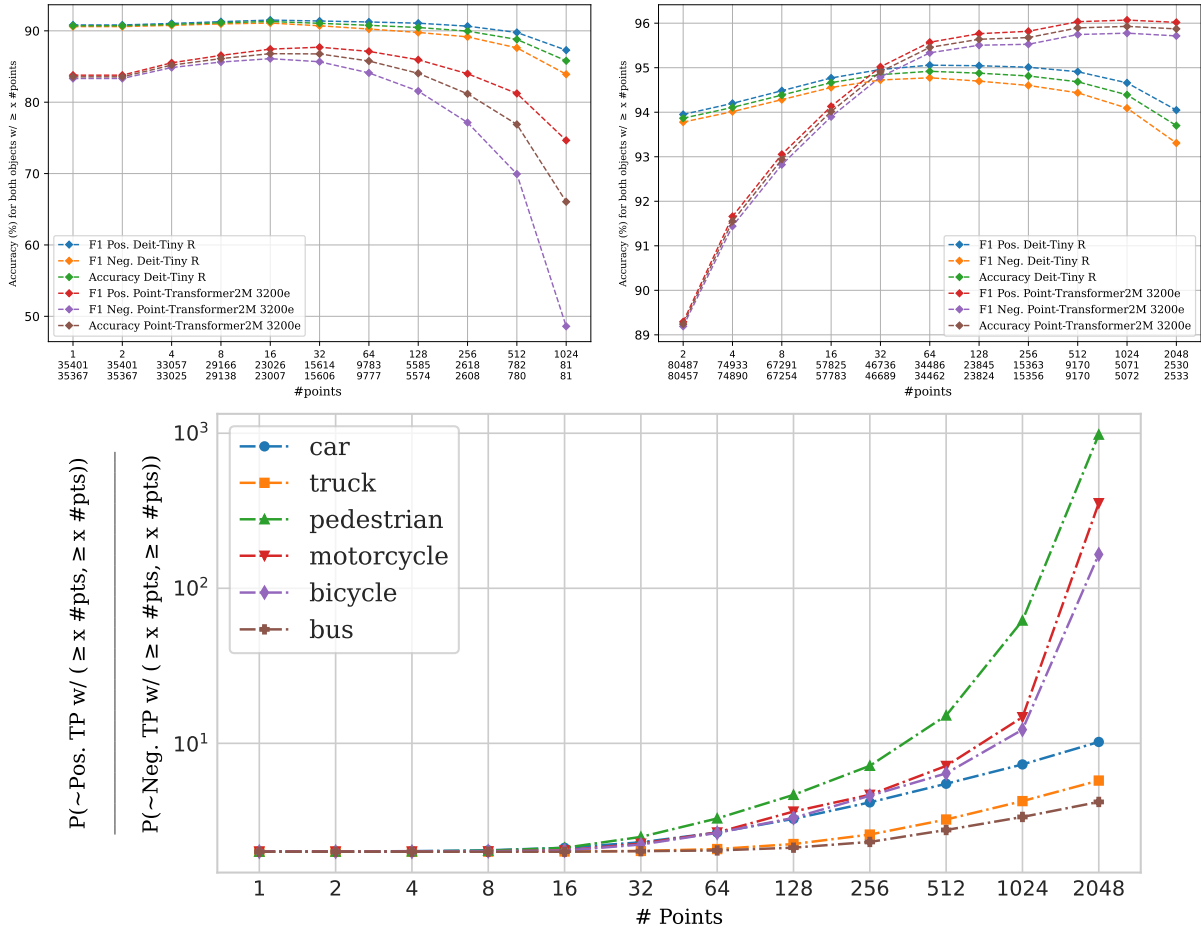 Accuracy (%) for both objects w/ ≥ x #points
90
80
70
60
50
F1 Pos. Deit-Tiny R
F1 Neg. Deit-Tiny R
Accuracy Deit-Tiny R
F1 Pos. Point-Transformer2M 3200e
F1 Neg. Point-Transformer2M 3200e
Accuracy Point-Transformer2M 3200e
1 2 4 8 16 32 64 128 256 512 1024
35401 35401 33057 29166 23026 15614 9783 5585 2618 782 81
35367 35367 33025 29138 23007 15606 9777 5574 2608 780 81
#points
Accuracy (%) for both objects w/ ≥ x #points
96
95
94
93
92
91
90
89
F1 Pos. Deit-Tiny R
F1 Neg. Deit-Tiny R
Accuracy Deit-Tiny R
F1 Pos. Point-Transformer2M 3200e
F1 Neg. Point-Transformer2M 3200e
Accuracy Point-Transformer2M 3200e
2 4 8 16 32 64 128 256 512 1024 2048
80487 74933 67291 57825 46736 34486 23845 15363 9170 5071 2530
80457 74890 67254 57783 46689 34462 23824 15356 9170 5072 2533
#points
P(~Pos. TP w/ (≥x #pts, ≥x #pts))
P(~Neg. TP w/ (≥x #pts, ≥x #pts))
10³
10²
10¹
car
truck
pedestrian
motorcycle
bicycle
bus
1 2 4 8 16 32 64 128 256 512 1024 2048
# Points